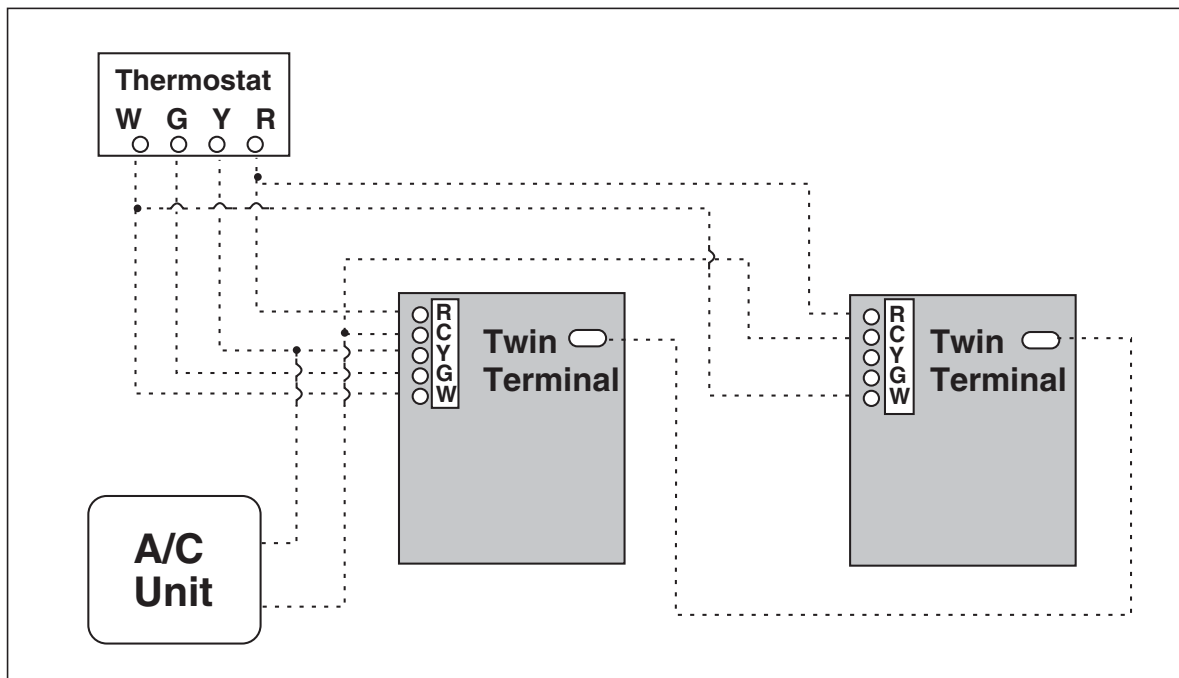 Thermostat
W G Y R
R
C
Y
G
W
Twin
Terminal
R
C
Y
G
W
Twin
Terminal
A/C
Unit